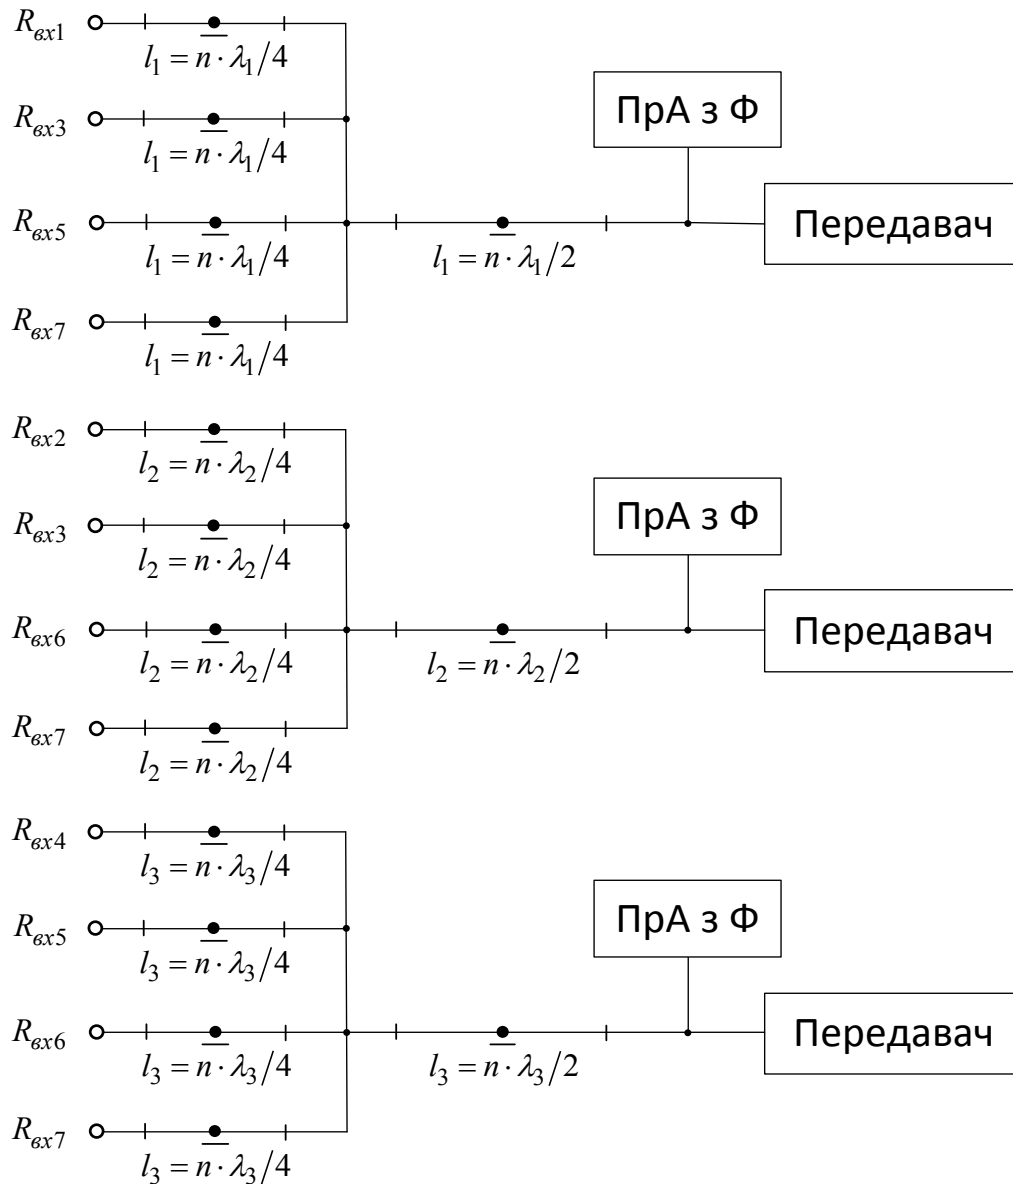 R_вх1
l₁ = n · λ₁/4
ПрА з Ф
R_вх3
l₁ = n · λ₁/4
Передавач
R_вх5
l₁ = n · λ₁/4
l₁ = n · λ₁/2
R_вх7
l₁ = n · λ₁/4
R_вх2
l₂ = n · λ₂/4
ПрА з Ф
R_вх3
l₂ = n · λ₂/4
Передавач
R_вх6
l₂ = n · λ₂/4
l₂ = n · λ₂/2
R_вх7
l₂ = n · λ₂/4
R_вх4
l₃ = n · λ₃/4
ПрА з Ф
R_вх5
l₃ = n · λ₃/4
Передавач
R_вх6
l₃ = n · λ₃/4
l₃ = n · λ₃/2
R_вх7
l₃ = n · λ₃/4